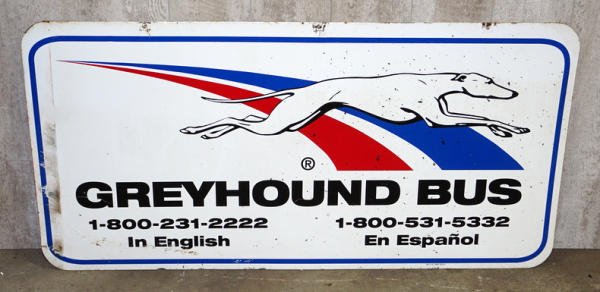 ®
GREYHOUND BUS
1-800-231-2222 1-800-531-5332
In English En Español